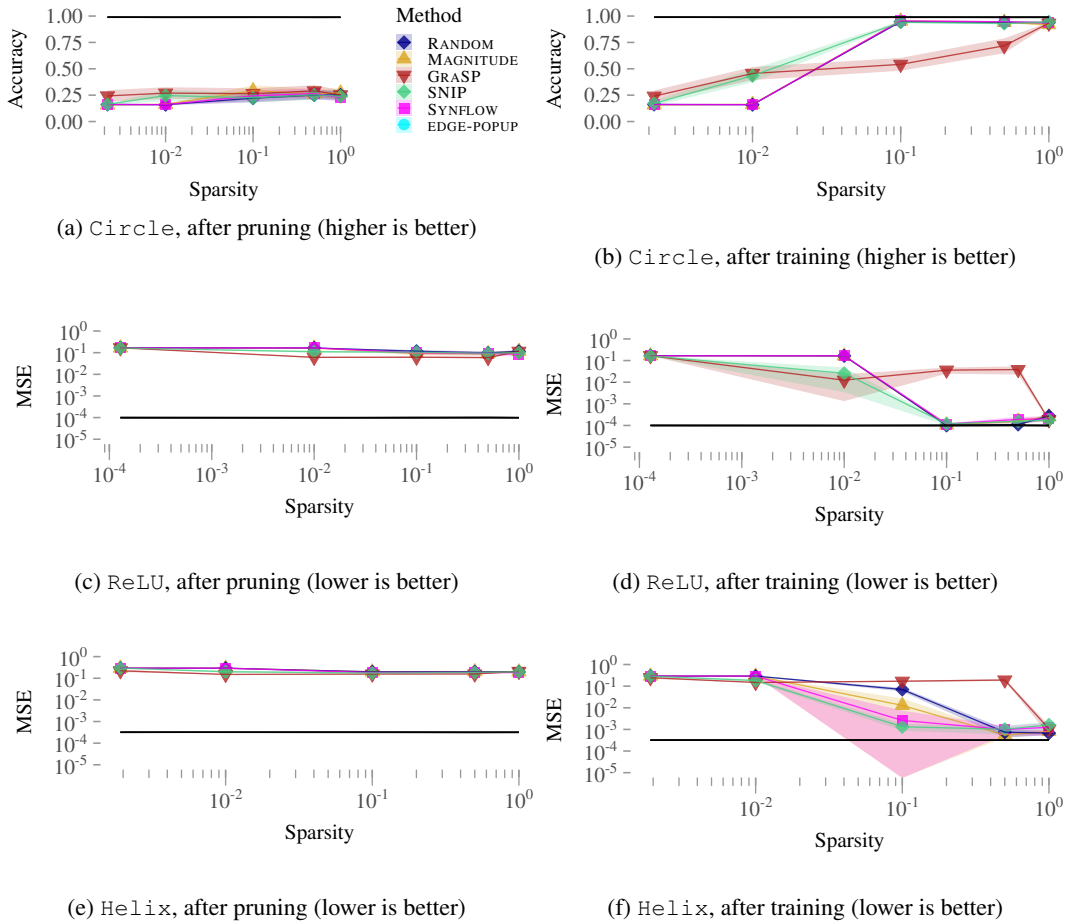 Method
RANDOM
MAGNITUDE
GRASP
SNIP
SYNFLOW
EDGE-POPUP
Accuracy
1.00
0.75
0.50
0.25
0.00
10^-2
10^-1
10^0
Sparsity
(a) Circle, after pruning (higher is better)
Accuracy
1.00
0.75
0.50
0.25
0.00
10^-2
10^-1
10^0
Sparsity
(b) Circle, after training (higher is better)
MSE
10^0
10^-1
10^-2
10^-3
10^-4
10^-5
10^-4
10^-3
10^-2
10^-1
10^0
Sparsity
(c) ReLU, after pruning (lower is better)
MSE
10^0
10^-1
10^-2
10^-3
10^-4
10^-5
10^-4
10^-3
10^-2
10^-1
10^0
Sparsity
(d) ReLU, after training (lower is better)
MSE
10^0
10^-1
10^-2
10^-3
10^-4
10^-5
10^-2
10^-1
10^0
Sparsity
(e) Helix, after pruning (lower is better)
MSE
10^0
10^-1
10^-2
10^-3
10^-4
10^-5
10^-2
10^-1
10^0
Sparsity
(f) Helix, after training (lower is better)